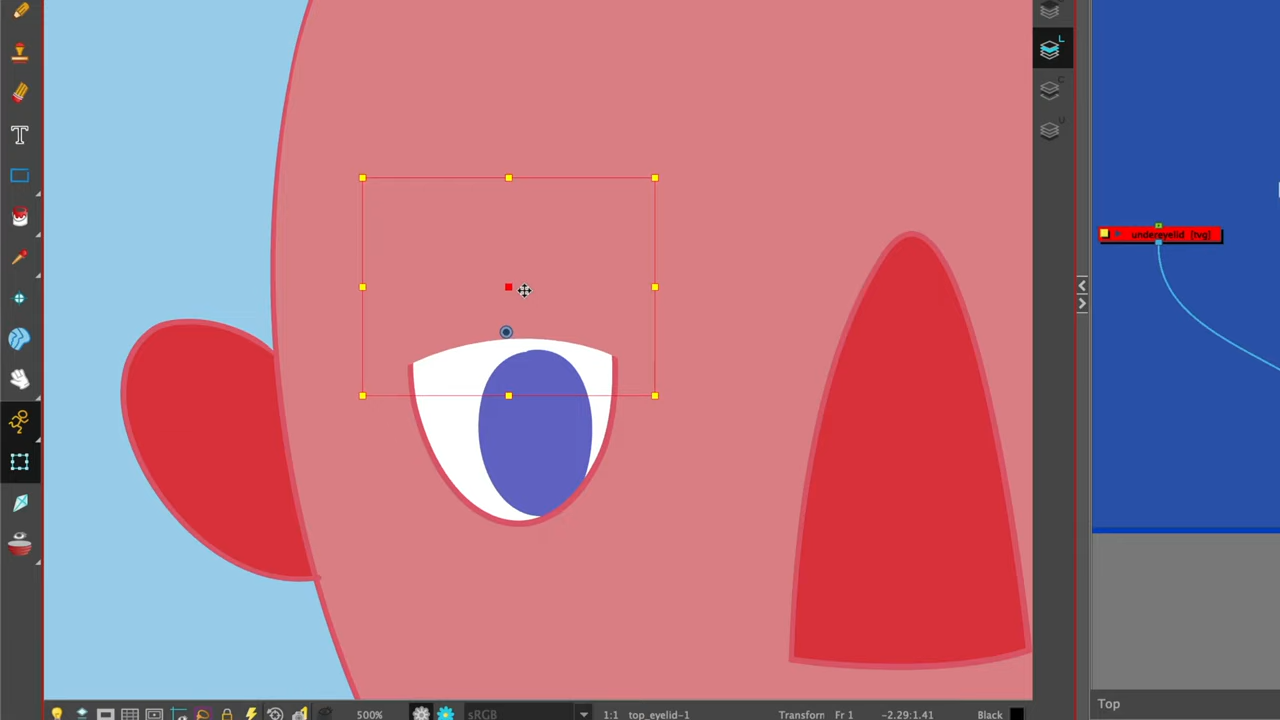 T
L
C
U
undereyelid [tvg]
Top
500%
sRGB
1:1
top_eyelid-1
Transform
Fr 1
-2.29:1.41
Black